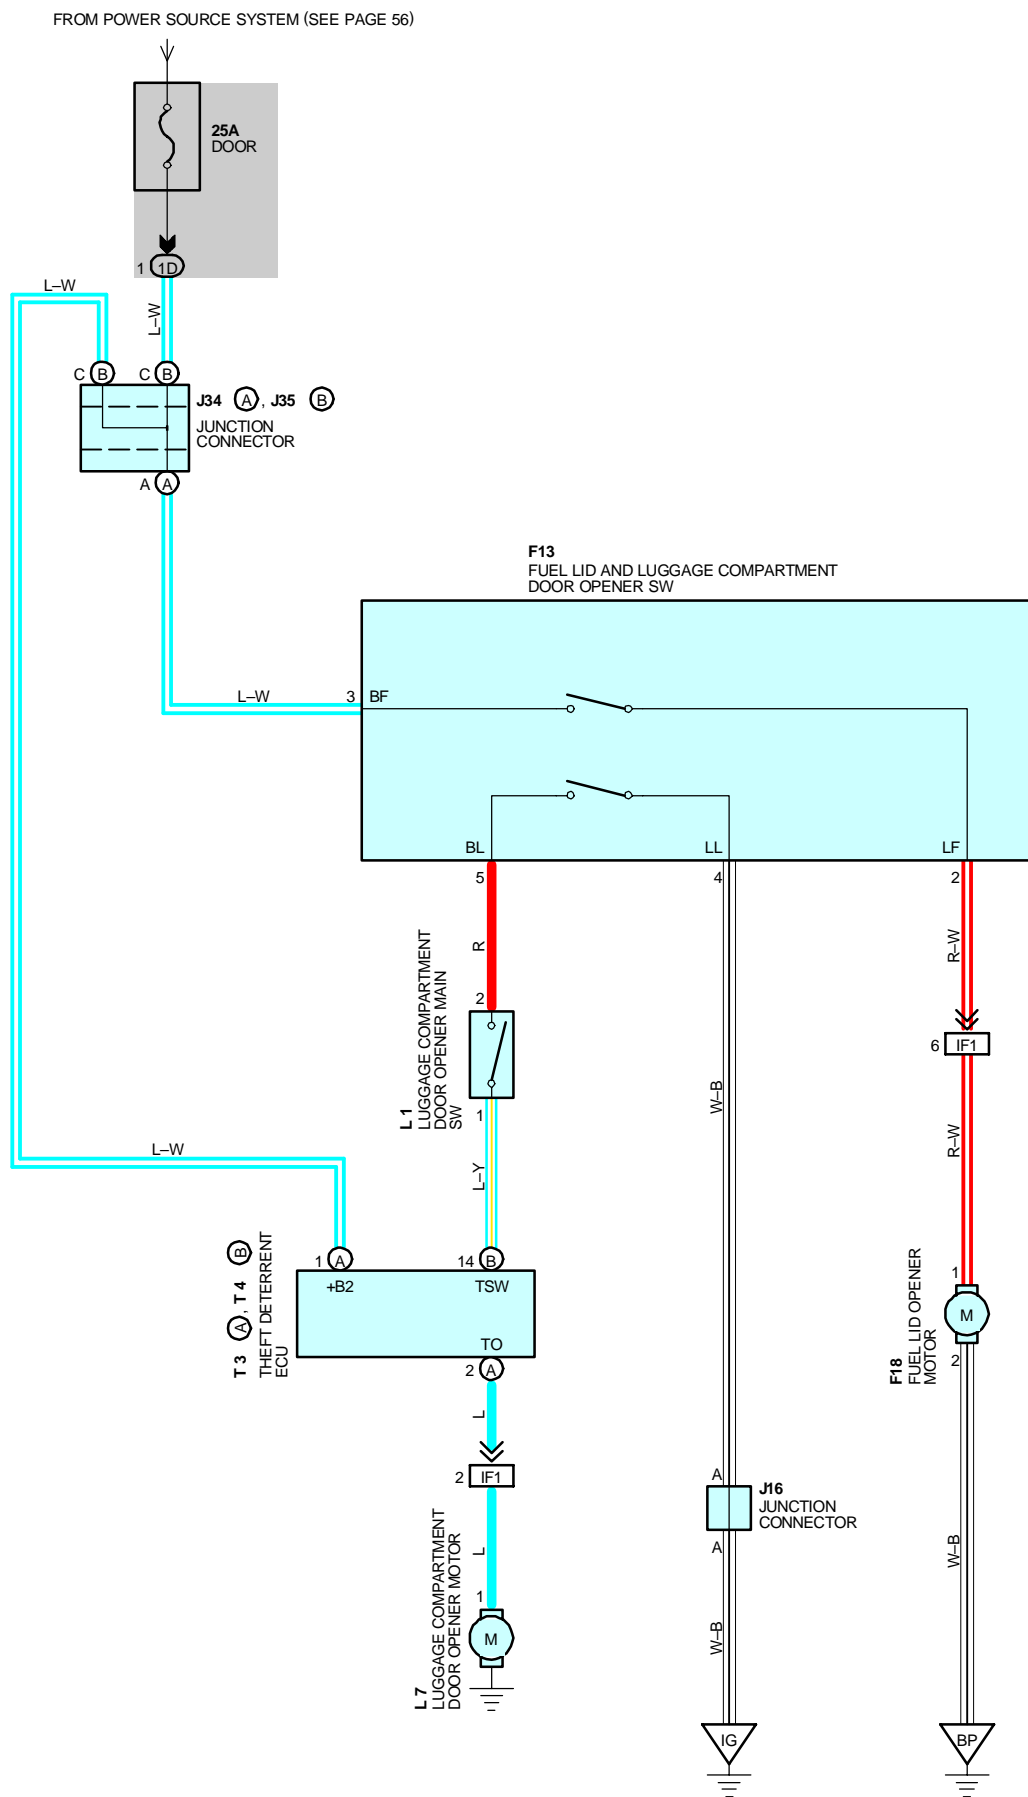 FROM POWER SOURCE SYSTEM (SEE PAGE 56)
25A
DOOR
1 1D
L–W
L–W
C B C B
J34 A , J35 B
JUNCTION
CONNECTOR
A A
F13
FUEL LID AND LUGGAGE COMPARTMENT
DOOR OPENER SW
L–W
3 BF
BL LL LF
5 4 2
R
R–W
2
L 1
LUGGAGE COMPARTMENT
DOOR OPENER MAIN
SW
6 IF1
W–B
1
R–W
L–Y
L–W
1 A 14 B
+B2 TSW
TO
T 3 A , T 4 B
THEFT DETERRENT
ECU
2 A
1
M
2
F18
FUEL LID OPENER
MOTOR
L
2 IF1
A
J16
JUNCTION
CONNECTOR
A
L
W–B
1
M
L 7
LUGGAGE COMPARTMENT
DOOR OPENER MOTOR
W–B
IG
BP